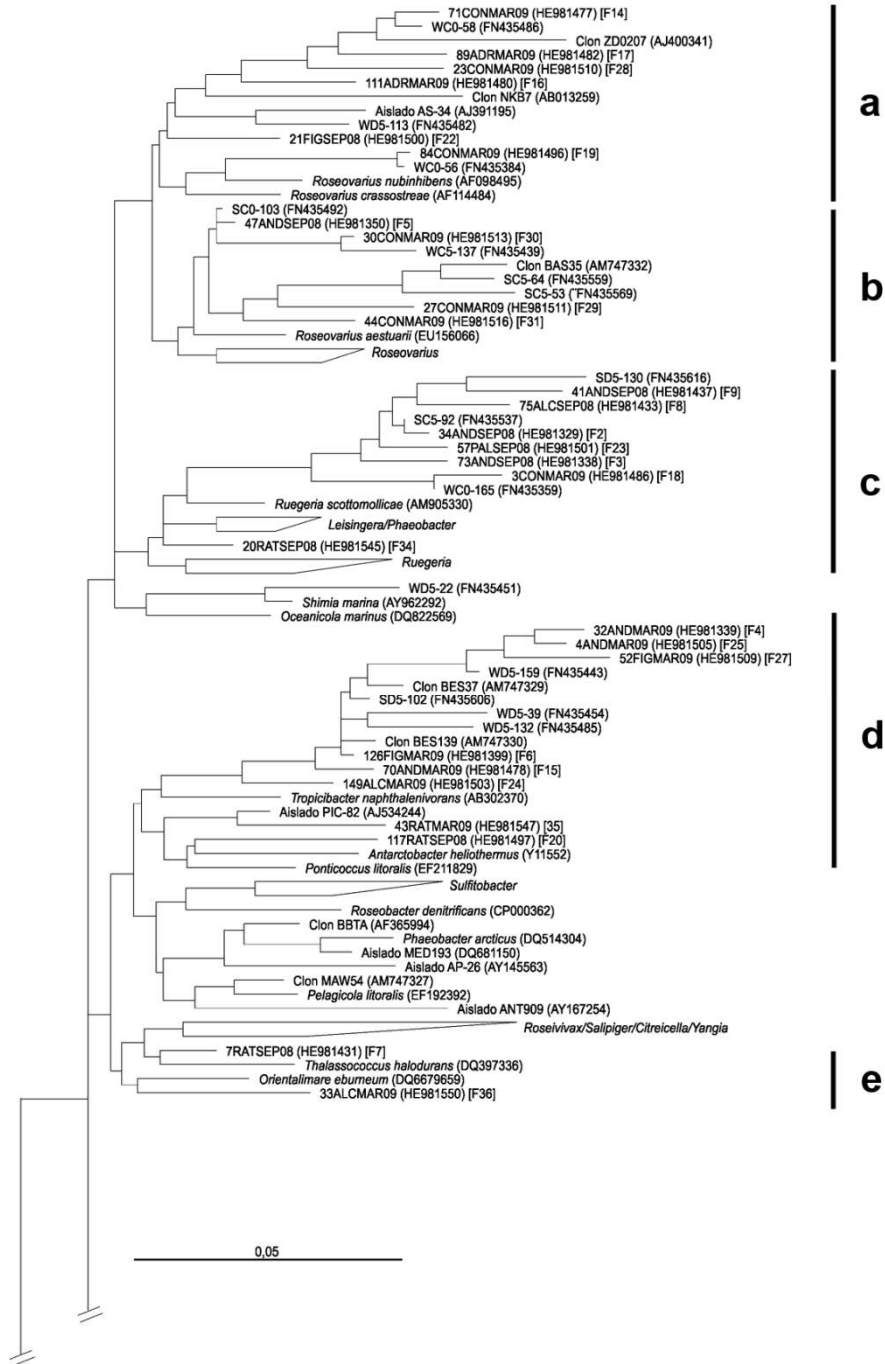 71CONMAR09 (HE981477) [F14]
WC0-58 (FN435486)
Clon ZD0207 (AJ400341)
89ADRMAR09 (HE981482) [F17]
23CONMAR09 (HE981510) [F28]
111ADRMAR09 (HE981480) [F16]
Clon NKB7 (AB013259)
Aislado AS-34 (AJ391195)
WD5-113 (FN435482)
21FIGSEP08 (HE981500) [F22]
84CONMAR09 (HE981496) [F19]
WC0-56 (FN435384)
Roseovarius nubinhibens (AF098495)
Roseovarius crassostreae (AF114484)
a
SC0-103 (FN435492)
47ANDSEP08 (HE981350) [F5]
30CONMAR09 (HE981513) [F30]
WC5-137 (FN435439)
Clon BAS35 (AM747332)
SC5-64 (FN435559)
SC5-53 (˜FN435569)
27CONMAR09 (HE981511) [F29]
44CONMAR09 (HE981516) [F31]
Roseovarius aestuarii (EU156066)
Roseovarius
b
SD5-130 (FN435616)
41ANDSEP08 (HE981437) [F9]
75ALCSEP08 (HE981433) [F8]
SC5-92 (FN435537)
34ANDSEP08 (HE981329) [F2]
57PALSEP08 (HE981501) [F23]
73ANDSEP08 (HE981338) [F3]
3CONMAR09 (HE981486) [F18]
WC0-165 (FN435359)
Ruegeria scottomollicae (AM905330)
Leisingera/Phaeobacter
20RATSEP08 (HE981545) [F34]
Ruegeria
c
WD5-22 (FN435451)
Shimia marina (AY962292)
Oceanicola marinus (DQ822569)
32ANDMAR09 (HE981339) [F4]
4ANDMAR09 (HE981505) [F25]
52FIGMAR09 (HE981509) [F27]
WD5-159 (FN435443)
Clon BES37 (AM747329)
SD5-102 (FN435606)
WD5-39 (FN435454)
WD5-132 (FN435485)
Clon BES139 (AM747330)
126FIGMAR09 (HE981399) [F6]
70ANDMAR09 (HE981478) [F15]
149ALCMAR09 (HE981503) [F24]
Tropicibacter naphthalenivorans (AB302370)
Aislado PIC-82 (AJ534244)
43RATMAR09 (HE981547) [35]
117RATSEP08 (HE981497) [F20]
Antarctobacter heliothermus (Y11552)
Ponticoccus litoralis (EF211829)
d
Sulfitobacter
Roseobacter denitrificans (CP000362)
Clon BBTA (AF365994)
Phaeobacter arcticus (DQ514304)
Aislado MED193 (DQ681150)
Aislado AP-26 (AY145563)
Clon MAW54 (AM747327)
Pelagicola litoralis (EF192392)
Aislado ANT909 (AY167254)
Roseivivax/Salipiger/Citreicella/Yangia
7RATSEP08 (HE981431) [F7]
Thalassococcus halodurans (DQ397336)
Orientalimare eburneum (DQ6679659)
33ALCMAR09 (HE981550) [F36]
e
0,05